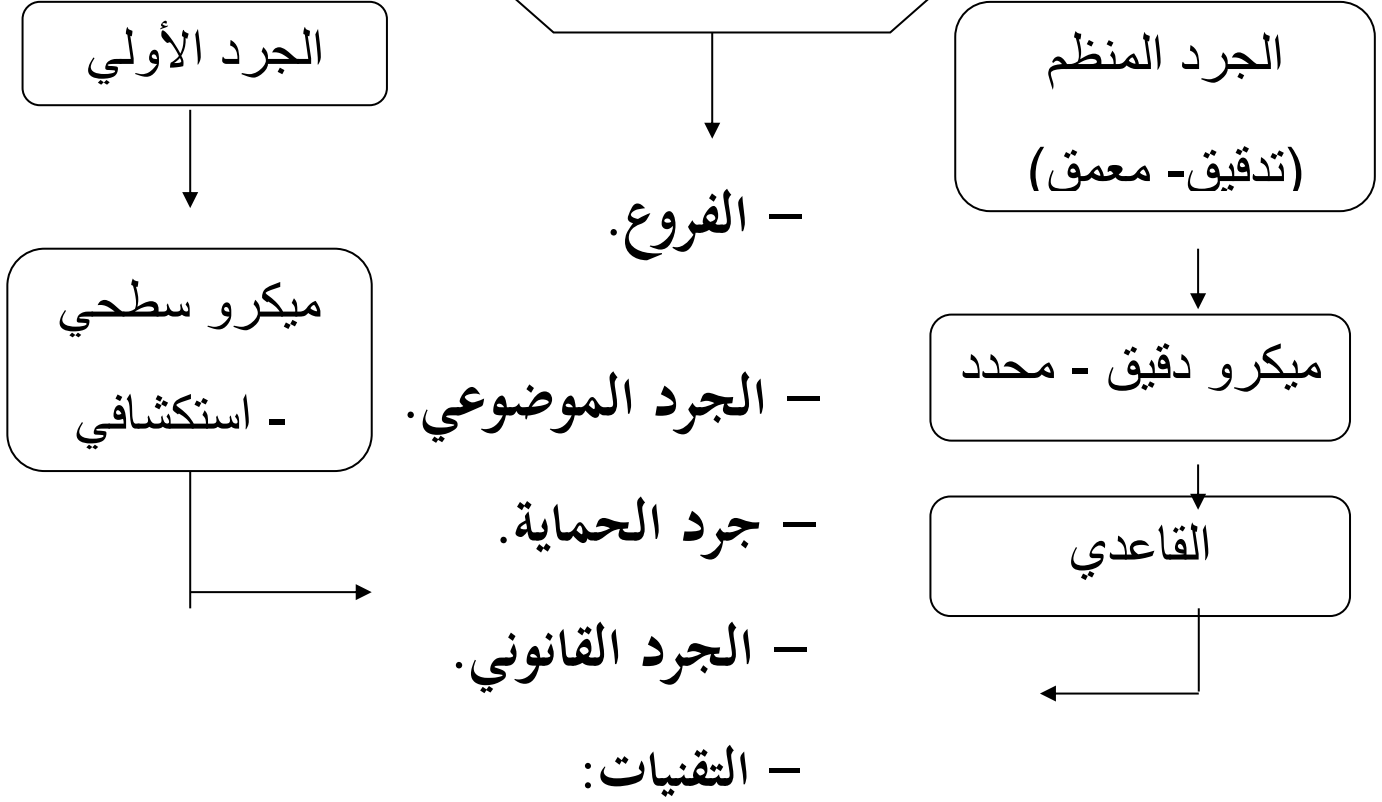 الجرد المنظم
(تدقيق- معمق)
ميكرو دقيق - محدد
القاعدي
– الفروع.
– الجرد الموضوعي.
– جرد الحماية.
– الجرد القانوني.
– التقنيات:
الجرد الأولي
ميكرو سطحي
- استكشافي